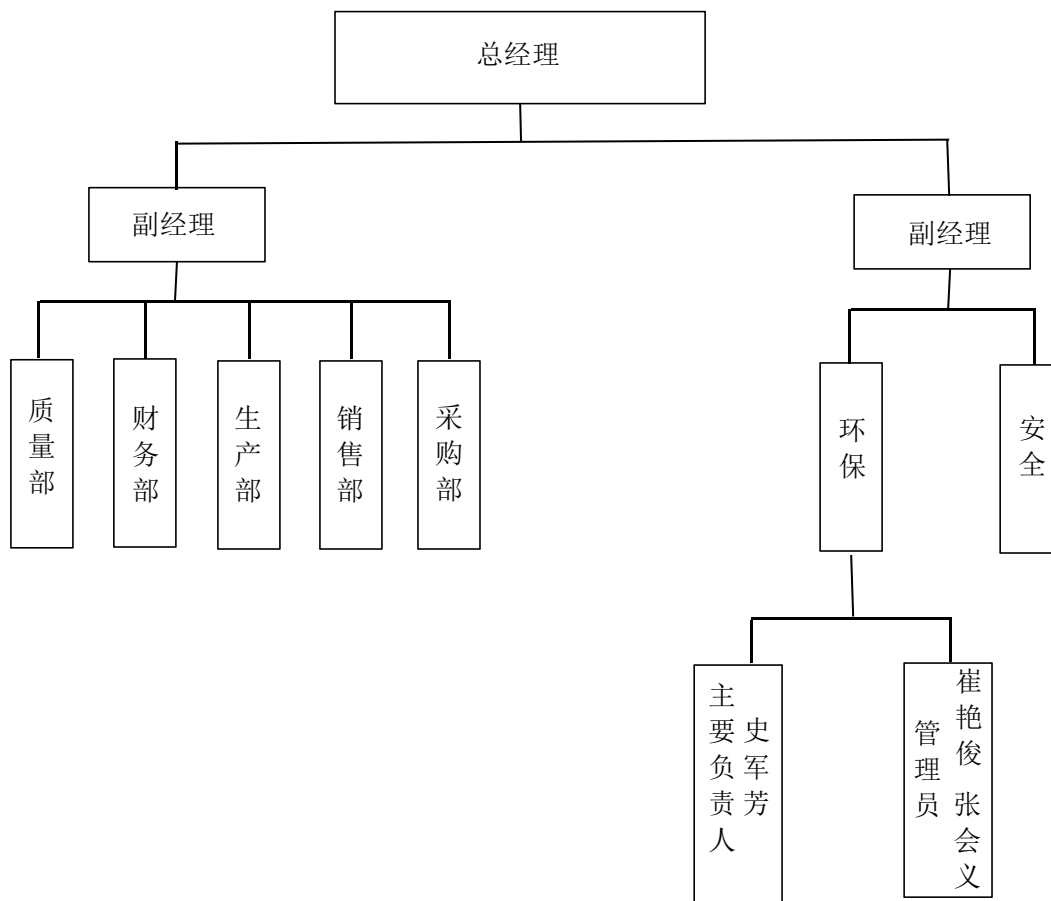 总经理
副经理
副经理
质量部
财务部
生产部
销售部
采购部
环保
安全
主要负责人
史军芳
管理员
崔艳俊 张会义